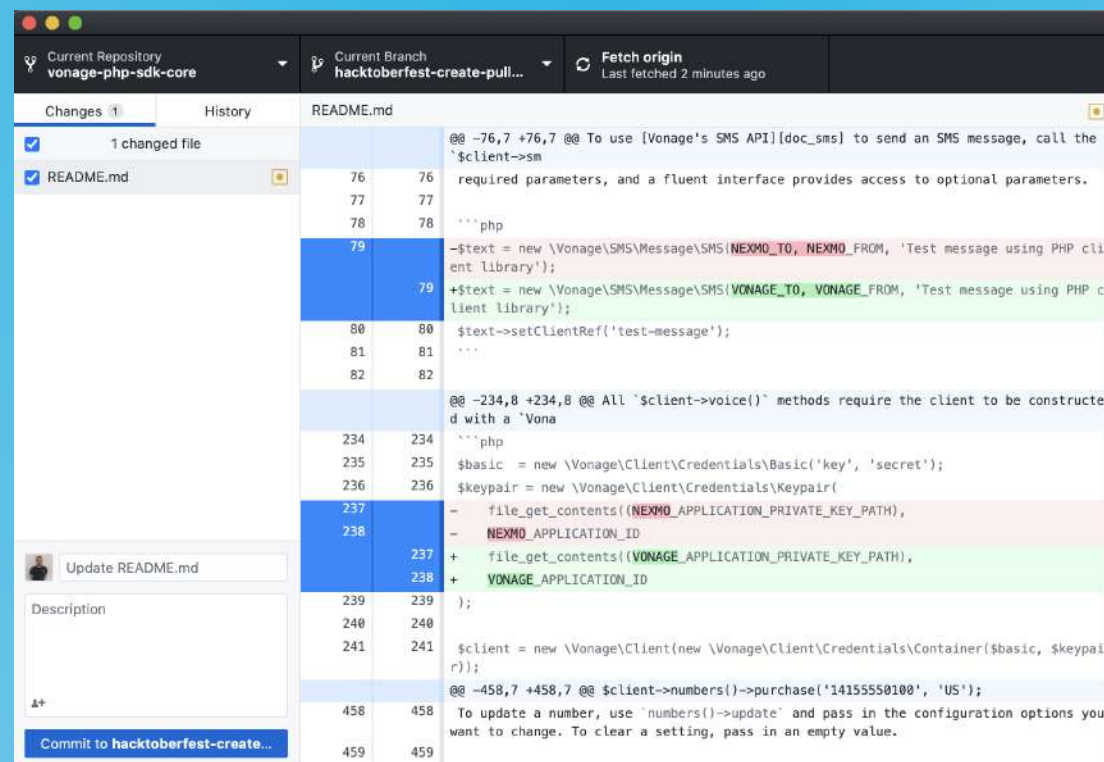 Current Repository
vonage-php-sdk-core
Current Branch
hacktoberfest-create-pull...
Fetch origin
Last fetched 2 minutes ago
Changes 1
History
README.md
1 changed file
README.md
@@ -76,7 +76,7 @@ To use [Vonage's SMS API][doc_sms] to send an SMS message, call the
`$client->sm
76 76 required parameters, and a fluent interface provides access to optional parameters.
77 77
78 78 ```php
79 -$text = new \Vonage\SMS\Message\SMS(NEXMO_TO, NEXMO_FROM, 'Test message using PHP cli
ent library');
79 +$text = new \Vonage\SMS\Message\SMS(VONAGE_TO, VONAGE_FROM, 'Test message using PHP c
lient library');
80 80 $text->setClientRef('test-message');
81 81 ```
82 82
@@ -234,8 +234,8 @@ All `$client->voice()` methods require the client to be constructe
d with a `Vona
234 234 ```php
235 235 $basic = new \Vonage\Client\Credentials\Basic('key', 'secret');
236 236 $keypair = new \Vonage\Client\Credentials\Keypair(
237 - file_get_contents((NEXMO_APPLICATION_PRIVATE_KEY_PATH),
238 - NEXMO_APPLICATION_ID
237 + file_get_contents((VONAGE_APPLICATION_PRIVATE_KEY_PATH),
238 + VONAGE_APPLICATION_ID
239 239 );
240 240
241 241 $client = new \Vonage\Client(new \Vonage\Client\Credentials\Container($basic, $keypai
r));
@@ -458,7 +458,7 @@ $client->numbers()->purchase('14155550100', 'US');
458 458 To update a number, use `numbers()->update` and pass in the configuration options you
want to change. To clear a setting, pass in an empty value.
459 459
Update README.md
Description
Commit to hacktoberfest-create...